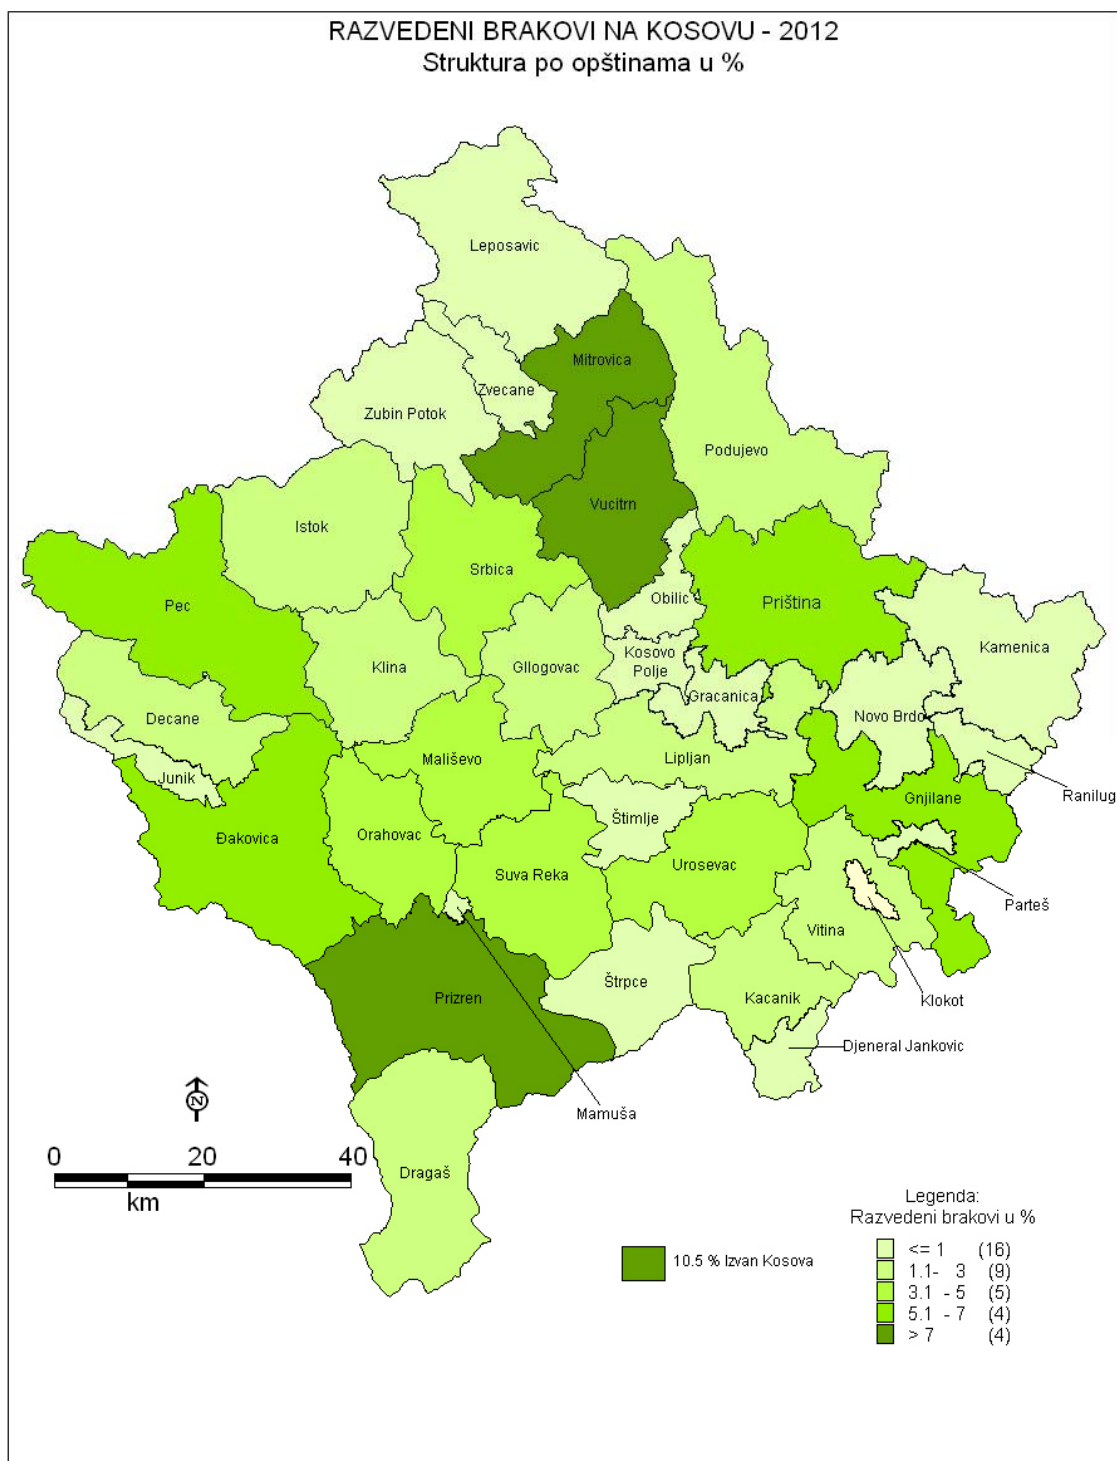 RAZVEDENI BRAKOVI NA KOSOVU - 2012
Struktura po opštinama u %
Leposavic
Mitrovica
Zvecane
Zubin Potok
Podujevo
Vucitrn
Istok
Srbica
Obilic
Priština
Pec
Kamenica
Klina
Gllogovac
Kosovo
Polje
Gracanica
Novo Brdo
Decane
Junik
Mališevo
Lipljan
Ranilug
Gnjilane
Štimlje
Đakovica
Orahovac
Suva Reka
Urosevac
Parteš
Vitina
Štrpce
Prizren
Kacanik
Klokot
Djeneral Jankovic
Mamuša
N
0 20 40
km
Dragaš
Legenda:
Razvedeni brakovi u %
<= 1 (16)
1.1- 3 (9)
3.1 - 5 (5)
5.1 - 7 (4)
> 7 (4)
10.5 % Izvan Kosova